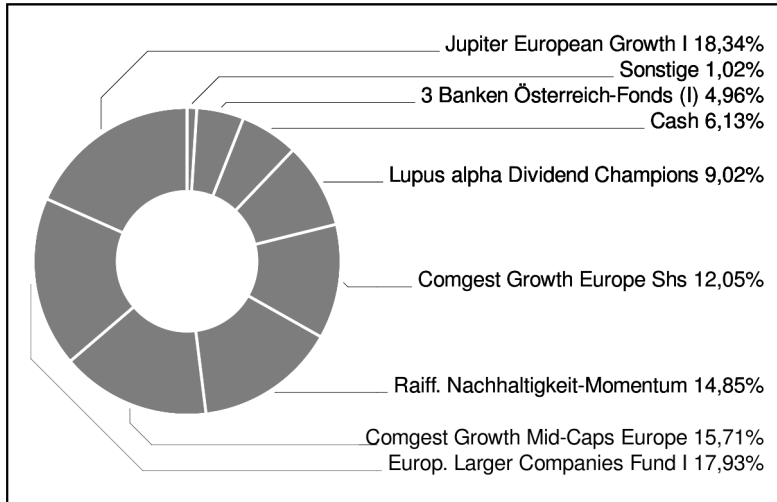 Jupiter European Growth I 18,34%
Sonstige 1,02%
3 Banken Österreich-Fonds (I) 4,96%
Cash 6,13%
Lupus alpha Dividend Champions 9,02%
Comgest Growth Europe Shs 12,05%
Raiff. Nachhaltigkeit-Momentum 14,85%
Comgest Growth Mid-Caps Europe 15,71%
Europ. Larger Companies Fund I 17,93%